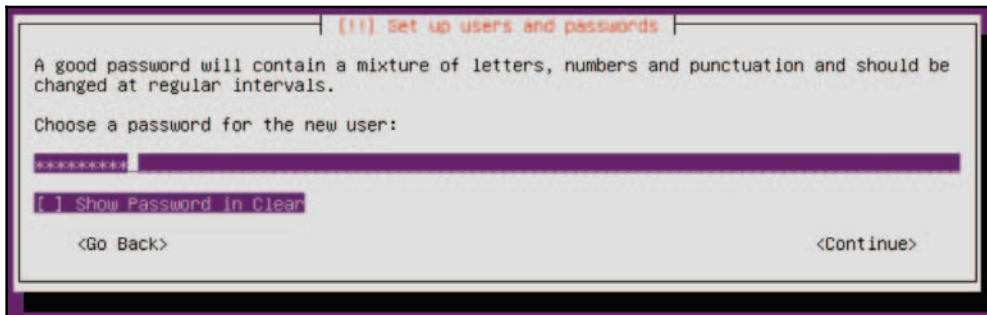 [!!] Set up users and passwords
A good password will contain a mixture of letters, numbers and punctuation and should be
changed at regular intervals.
Choose a password for the new user:
**********
[ ] Show Password in Clear
<Go Back> <Continue>